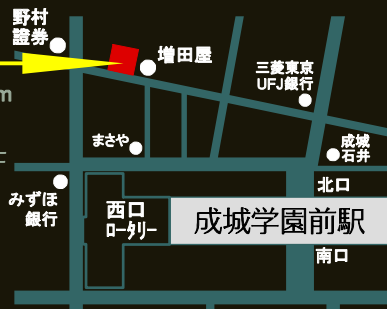 野村
證券
増田屋
三菱東京
UFJ銀行
m
まさや
成城
石井
みずほ
銀行
西口
ロータリー
北口
成城学園前駅
南口